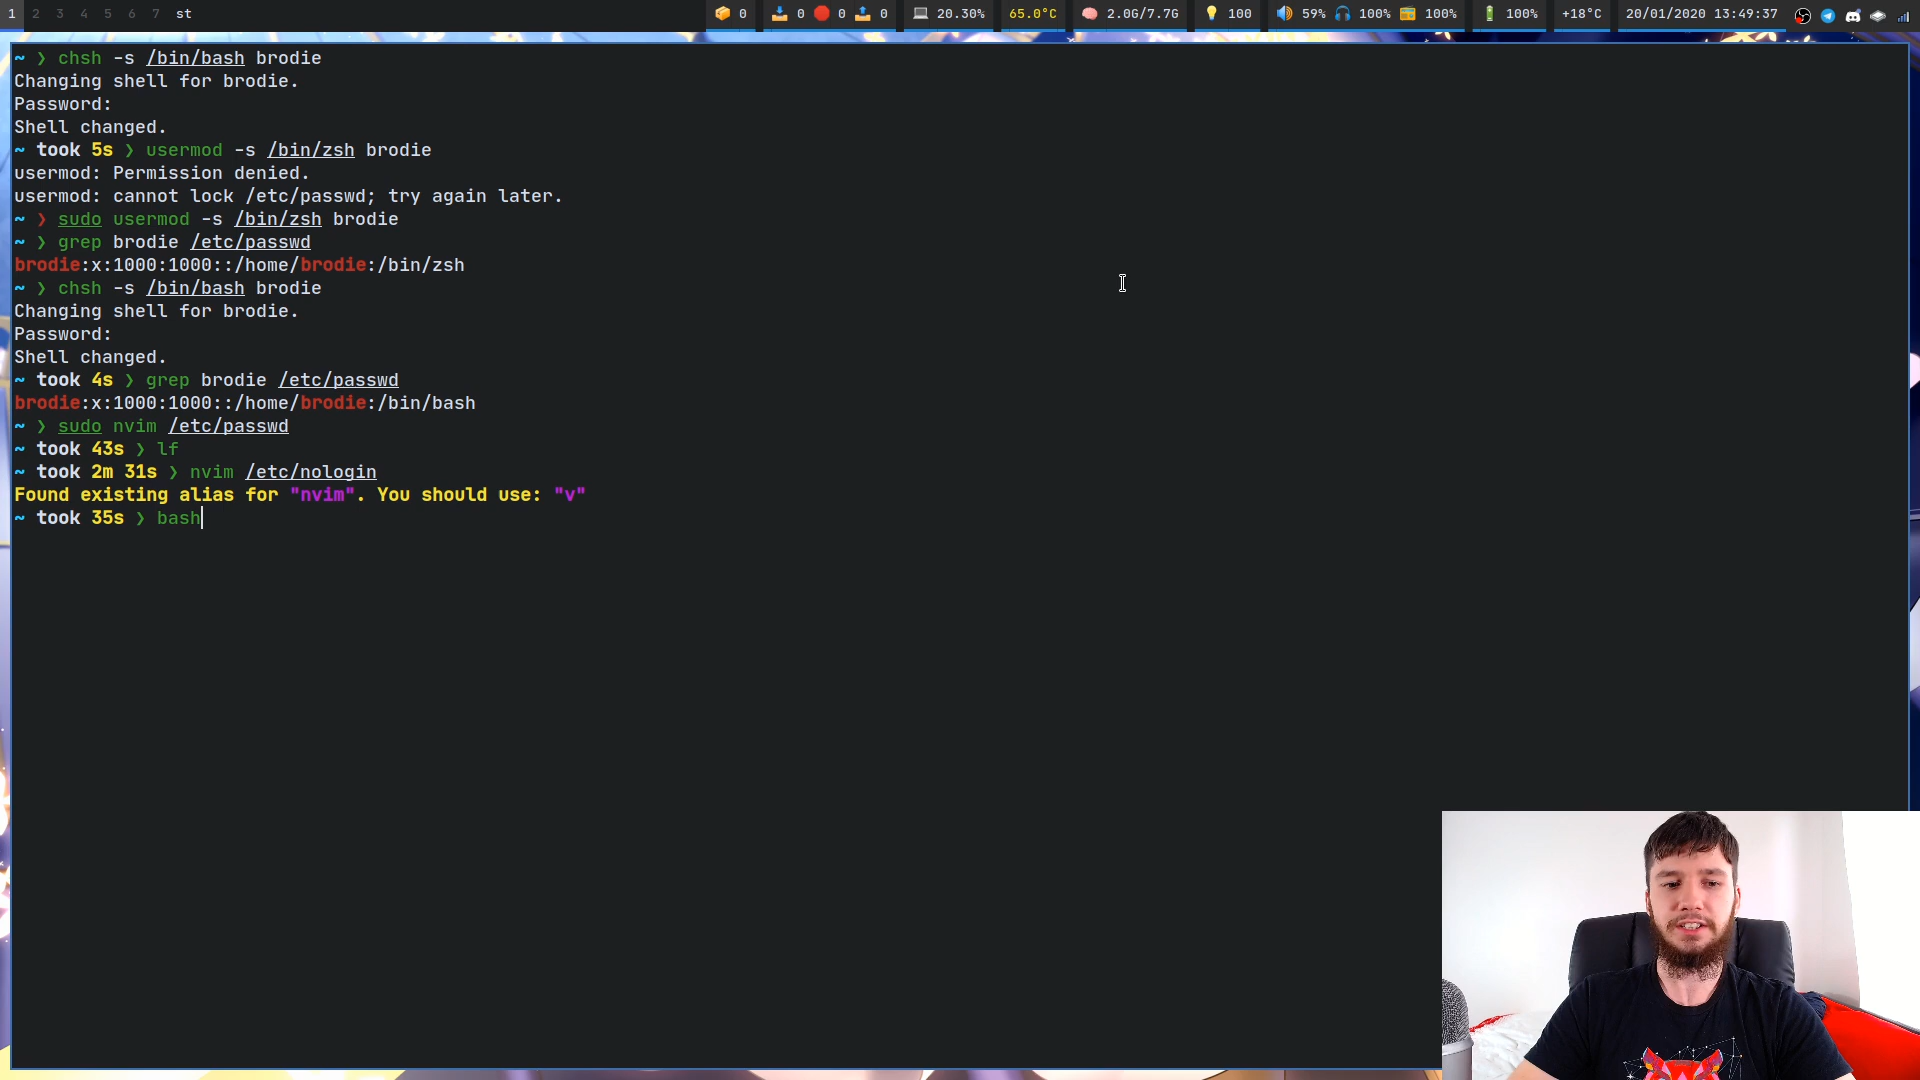 1 2 3 4 5 6 7 st 0 0 0 0 20.30% 65.0°C 2.0G/7.7G 100 59% 100% 100% 100% +18°C 20/01/2020 13:49:37
~ ❯ chsh -s /bin/bash brodie
Changing shell for brodie.
Password:
Shell changed.
~ took 5s ❯ usermod -s /bin/zsh brodie
usermod: Permission denied.
usermod: cannot lock /etc/passwd; try again later.
~ ❯ sudo usermod -s /bin/zsh brodie
~ ❯ grep brodie /etc/passwd
brodie:x:1000:1000::/home/brodie:/bin/zsh
~ ❯ chsh -s /bin/bash brodie
Changing shell for brodie.
Password:
Shell changed.
~ took 4s ❯ grep brodie /etc/passwd
brodie:x:1000:1000::/home/brodie:/bin/bash
~ ❯ sudo nvim /etc/passwd
~ took 43s ❯ lf
~ took 2m 31s ❯ nvim /etc/nologin
Found existing alias for "nvim". You should use: "v"
~ took 35s ❯ bash